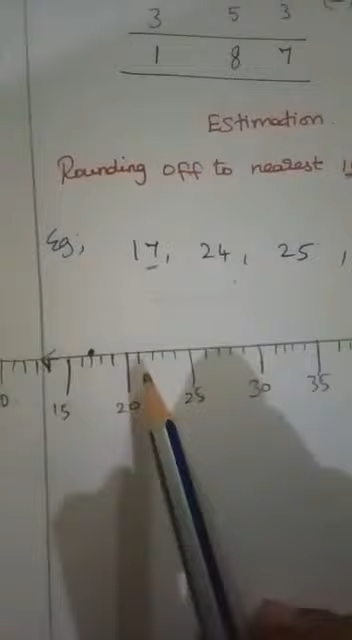 3 5 3
1 8 7
Estimation.
Rounding off to nearest
Eg; 17, 24, 25,
0 15 20 25 30 35